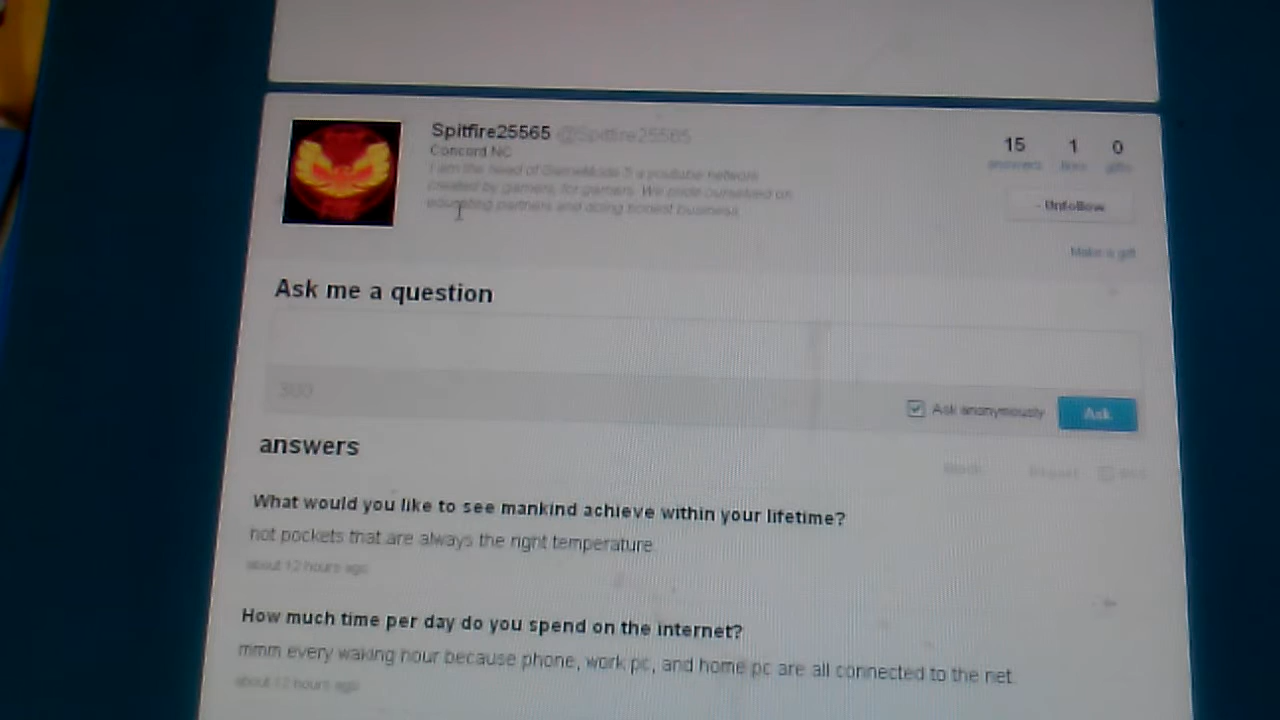 Spitfire25565 @Spitfire25565
Concord NC
I am the head of GameMode 5 a youtube network
created by gamers, for gamers. We pride ourselves on
educating partners and doing honest business
15 1 0
answers likes gifts
- Unfollow
Make a gift
Ask me a question
300
Ask anonymously Ask
answers
Block Report RSS
What would you like to see mankind achieve within your lifetime?
hot pockets that are always the right temperature.
about 12 hours ago
How much time per day do you spend on the internet?
mmm every waking hour because phone, work pc, and home pc are all connected to the net.
about 12 hours ago